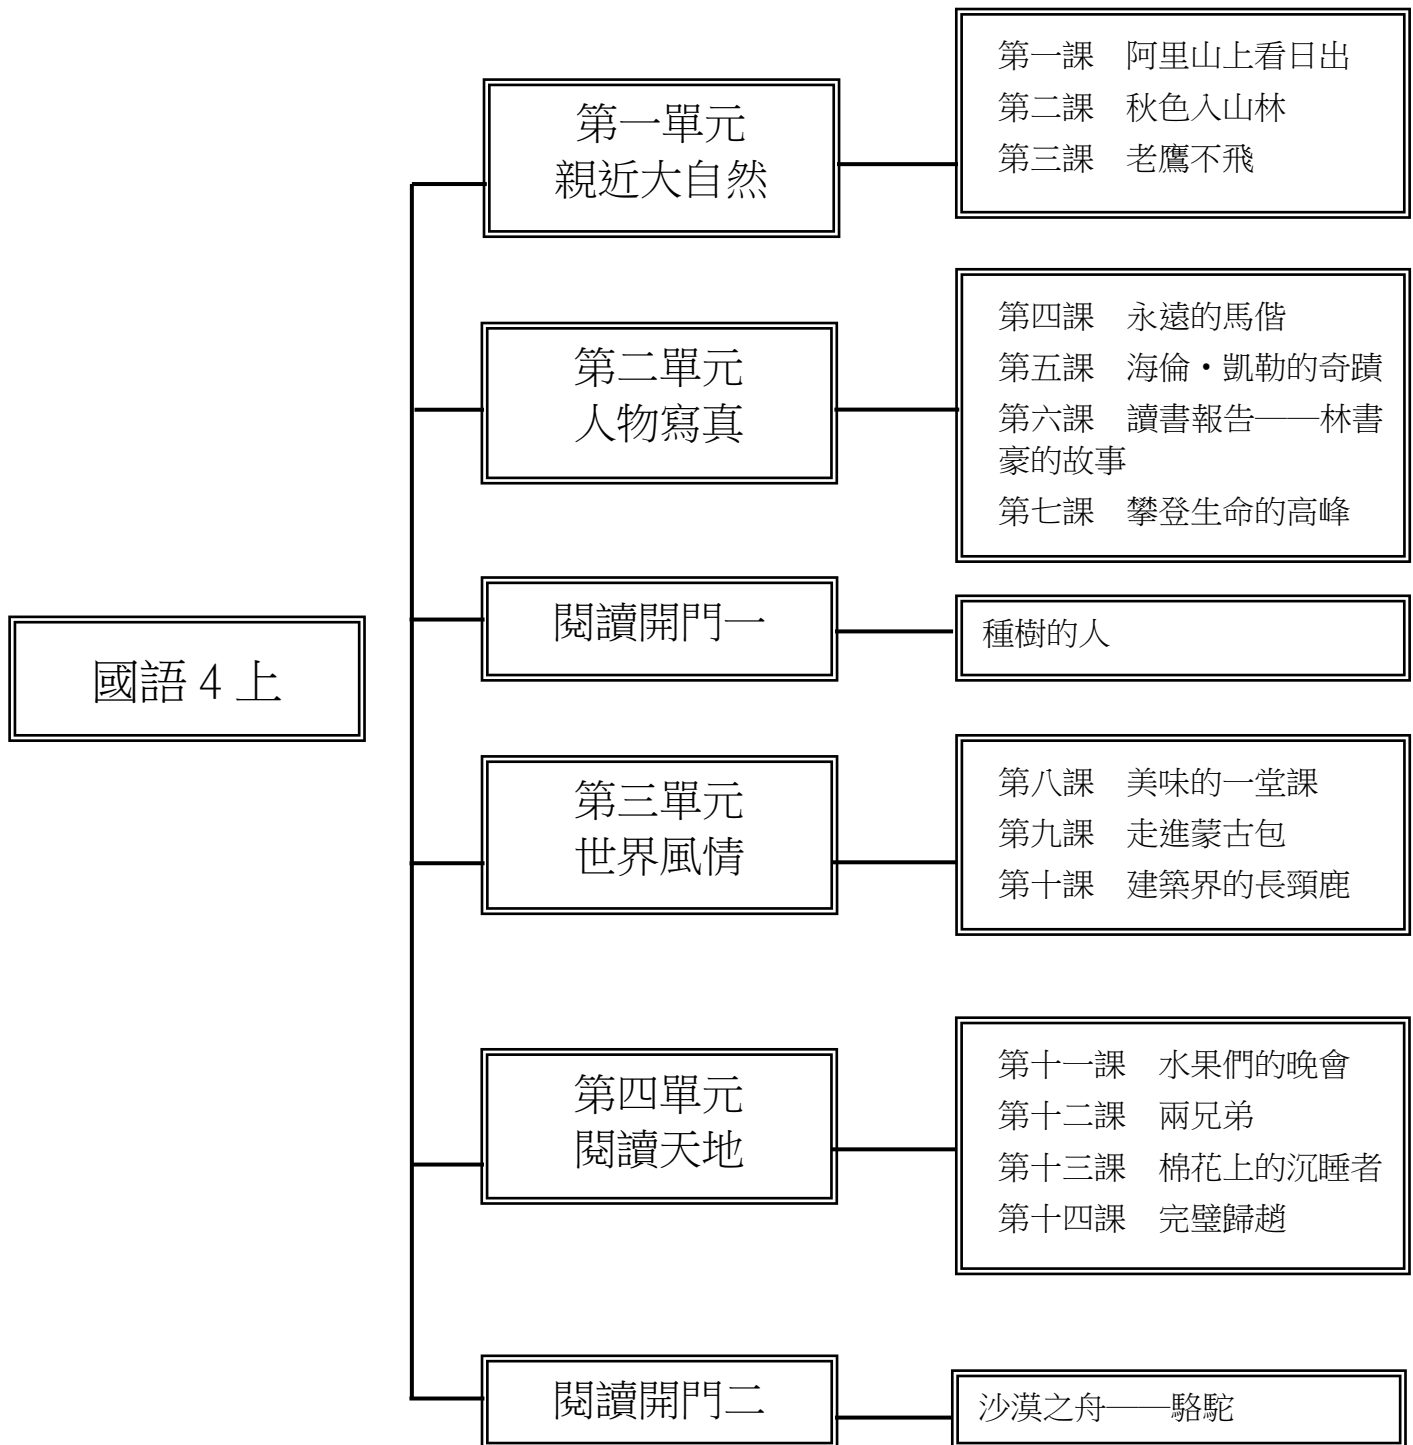 國語 4 上
第一單元
親近大自然
第一課　阿里山上看日出
第二課　秋色入山林
第三課　老鷹不飛
第二單元
人物寫真
第四課　永遠的馬偕
第五課　海倫•凱勒的奇蹟
第六課　讀書報告——林書
豪的故事
第七課　攀登生命的高峰
閱讀開門一
種樹的人
第三單元
世界風情
第八課　美味的一堂課
第九課　走進蒙古包
第十課　建築界的長頸鹿
第四單元
閱讀天地
第十一課　水果們的晚會
第十二課　兩兄弟
第十三課　棉花上的沉睡者
第十四課　完璧歸趙
閱讀開門二
沙漠之舟——駱駝